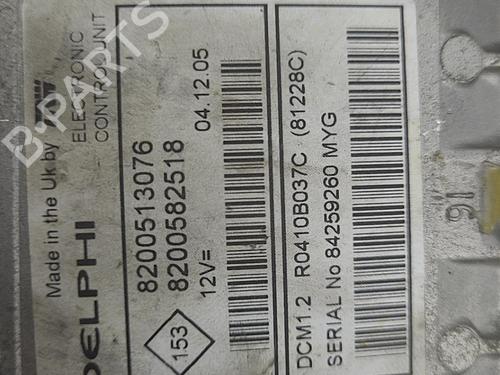 Made in the Uk by
DELPHI
ELECTRONIC
CONTROL UNIT
8200513076
8200582518
04.12.05
12V=
153
DCM1.2 R0410B037C (81228C)
SERIAL No 84259260 MYG
91
B-PARTS